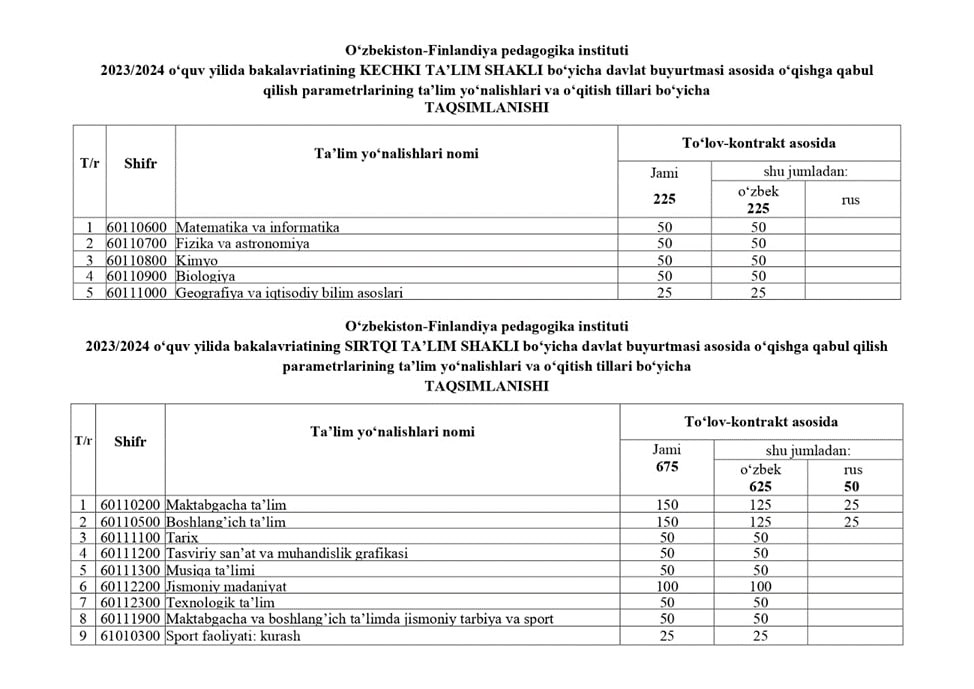 O‘zbekiston-Finlandiya pedagogika instituti
2023/2024 o‘quv yilida bakalavriatining KECHKI TA’LIM SHAKLI bo‘yicha davlat buyurtmasi asosida o‘qishga qabul
qilish parametrlarining ta’lim yo‘nalishlari va o‘qitish tillari bo‘yicha
TAQSIMLANISHI
T/r Shifr Ta’lim yo‘nalishlari nomi To‘lov-kontrakt asosida
Jami shu jumladan:
225 o‘zbek rus
225
1 60110600 Matematika va informatika 50 50
2 60110700 Fizika va astronomiya 50 50
3 60110800 Kimyo 50 50
4 60110900 Biologiya 50 50
5 60111000 Geografiya va iqtisodiy bilim asoslari 25 25
O‘zbekiston-Finlandiya pedagogika instituti
2023/2024 o‘quv yilida bakalavriatining SIRTQI TA’LIM SHAKLI bo‘yicha davlat buyurtmasi asosida o‘qishga qabul qilish
parametrlarining ta’lim yo‘nalishlari va o‘qitish tillari bo‘yicha
TAQSIMLANISHI
T/r Shifr Ta’lim yo‘nalishlari nomi To‘lov-kontrakt asosida
Jami shu jumladan:
675 o‘zbek rus
625 50
1 60110200 Maktabgacha ta’lim 150 125 25
2 60110500 Boshlang’ich ta’lim 150 125 25
3 60111100 Tarix 50 50
4 60111200 Tasviriy san’at va muhandislik grafikasi 50 50
5 60111300 Musiqa ta’limi 50 50
6 60112200 Jismoniy madaniyat 100 100
7 60112300 Texnologik ta’lim 50 50
8 60111900 Maktabgacha va boshlang’ich ta’limda jismoniy tarbiya va sport 50 50
9 61010300 Sport faoliyati: kurash 25 25